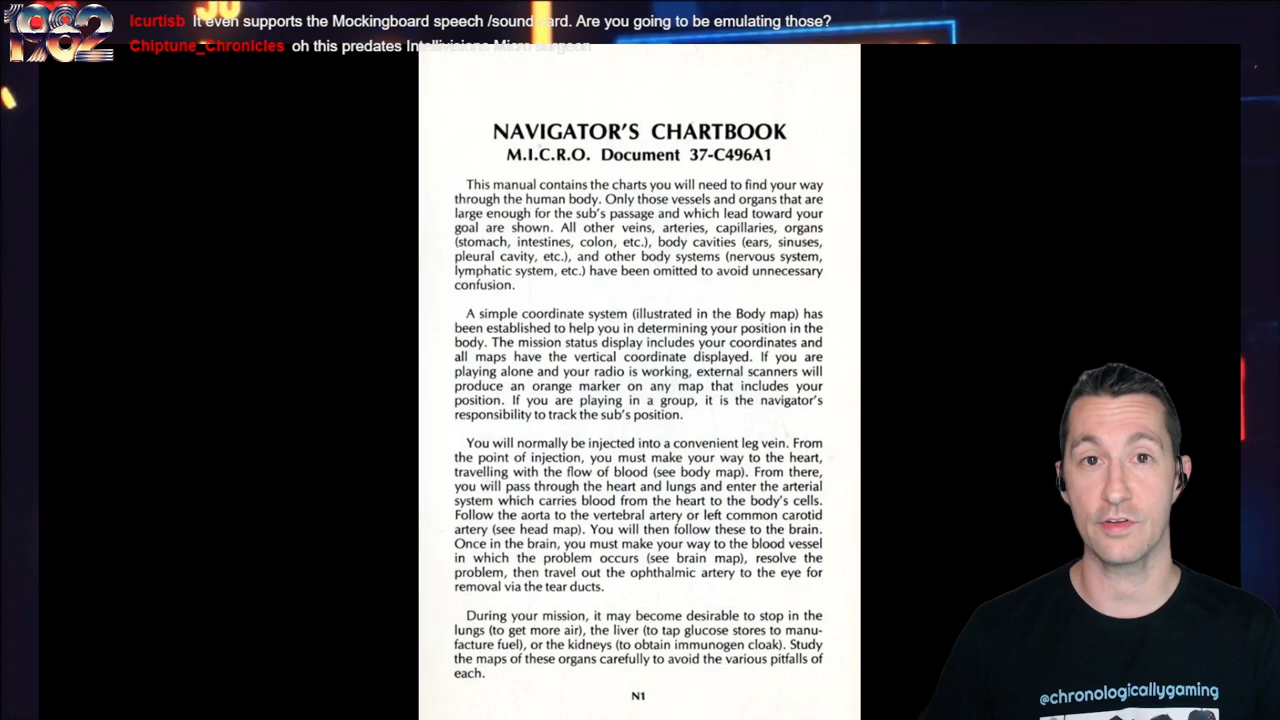 1982
Icurtisb It even supports the Mockingboard speech /sound card. Are you going to be emulating those?
Chiptune_Chronicles oh this predates Intellivisions Micro surgeon
NAVIGATOR'S CHARTBOOK
M.I.C.R.O. Document 37-C496A1
This manual contains the charts you will need to find your way
through the human body. Only those vessels and organs that are
large enough for the sub's passage and which lead toward your
goal are shown. All other veins, arteries, capillaries, organs
(stomach, intestines, colon, etc.), body cavities (ears, sinuses,
pleural cavity, etc.), and other body systems (nervous system,
lymphatic system, etc.) have been omitted to avoid unnecessary
confusion.
A simple coordinate system (illustrated in the Body map) has
been established to help you in determining your position in the
body. The mission status display includes your coordinates and
all maps have the vertical coordinate displayed. If you are
playing alone and your radio is working, external scanners will
produce an orange marker on any map that includes your
position. If you are playing in a group, it is the navigator's
responsibility to track the sub's position.
You will normally be injected into a convenient leg vein. From
the point of injection, you must make your way to the heart,
travelling with the flow of blood (see body map). From there,
you will pass through the heart and lungs and enter the arterial
system which carries blood from the heart to the body's cells.
Follow the aorta to the vertebral artery or left common carotid
artery (see head map). You will then follow these to the brain.
Once in the brain, you must make your way to the blood vessel
in which the problem occurs (see brain map), resolve the
problem, then travel out the ophthalmic artery to the eye for
removal via the tear ducts.
During your mission, it may become desirable to stop in the
lungs (to get more air), the liver (to tap glucose stores to manu-
facture fuel), or the kidneys (to obtain immunogen cloak). Study
the maps of these organs carefully to avoid the various pitfalls of
each.
N1
@chronologicallygaming